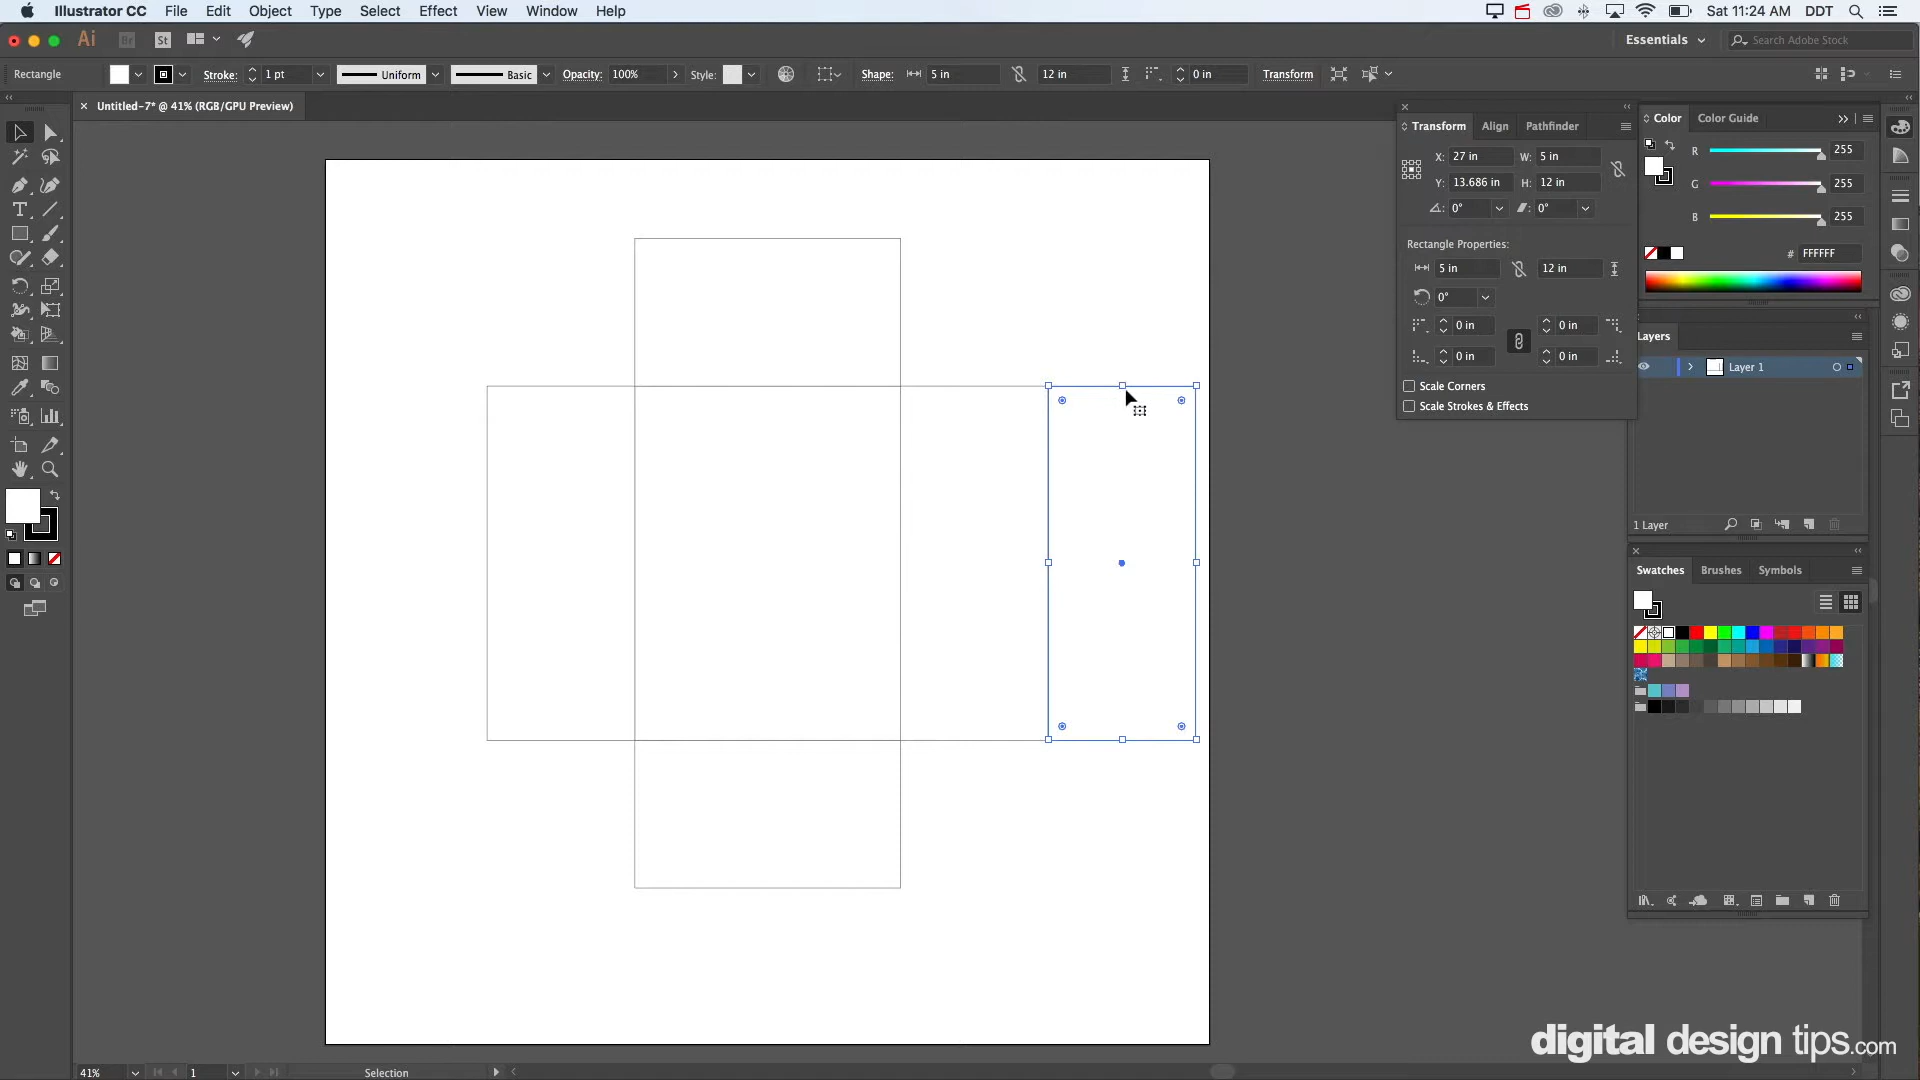 Illustrator CC File Edit Object Type Select Effect View Window Help Sat 11:24 AM DDT
Ai Br St Essentials Search Adobe Stock
Rectangle Stroke: 1 pt Uniform Basic Opacity: 100% Style: Shape: 5 in 12 in 0 in Transform
Untitled-7* @ 41% (RGB/GPU Preview)
Transform Align Pathfinder
X: 27 in W: 5 in
Y: 13.686 in H: 12 in
0° 0°
Rectangle Properties:
5 in 12 in
0°
0 in 0 in
0 in 0 in
Scale Corners
Scale Strokes & Effects
Color Color Guide
R 255
G 255
B 255
# FFFFFF
Layers
Layer 1
1 Layer
Swatches Brushes Symbols
digital design tips.com
41% 1 Selection